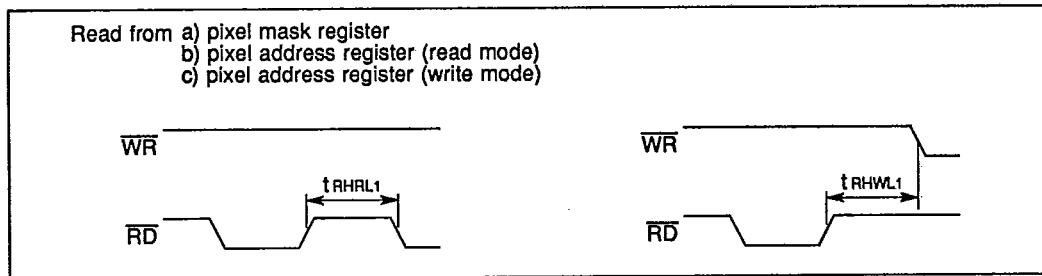 Read from a) pixel mask register
b) pixel address register (read mode)
c) pixel address register (write mode)
WR
WR
t RHRL1
t RHWL1
RD
RD